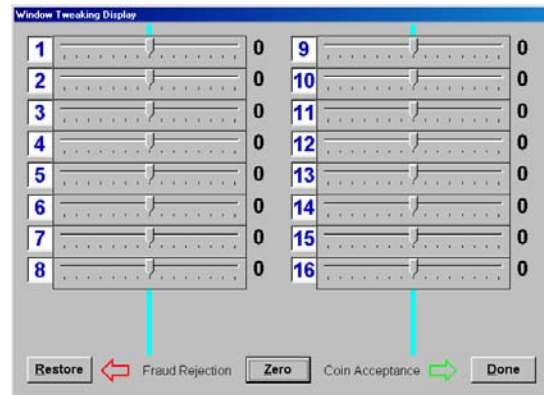 Window Tweaking Display
1 0 9 0
2 0 10 0
3 0 11 0
4 0 12 0
5 0 13 0
6 0 14 0
7 0 15 0
8 0 16 0
Restore Fraud Rejection Zero Coin Acceptance Done